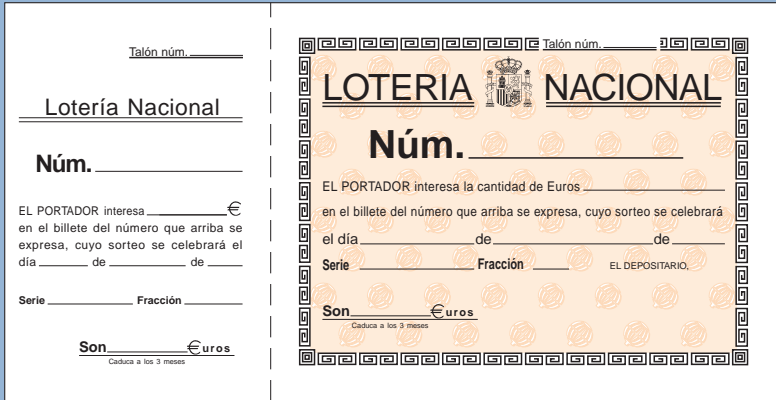 Talón núm.
Lotería Nacional
Núm.
EL PORTADOR interesa €
en el billete del número que arriba se
expresa, cuyo sorteo se celebrará el
día de de
Serie Fracción
Son €uros
Caduca a los 3 meses
Talón núm.
LOTERIA NACIONAL
Núm.
EL PORTADOR interesa la cantidad de Euros
en el billete del número que arriba se expresa, cuyo sorteo se celebrará
el día de de
Serie Fracción EL DEPOSITARIO,
Son €uros
Caduca a los 3 meses